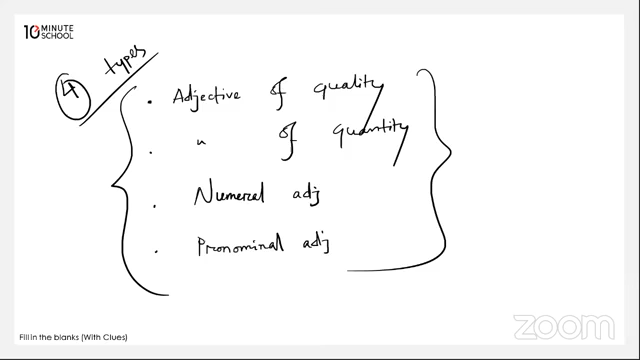 10 MINUTE SCHOOL
4 types
. Adjective of quality
. " of quantity
. Numeral adj
. Pronominal adj
Fill in the blanks (With Clues)
zoom